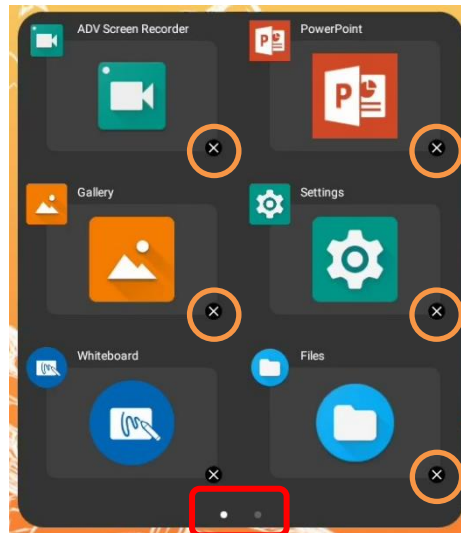 ADV Screen Recorder
PowerPoint
P
P
Gallery
Settings
Whiteboard
Files